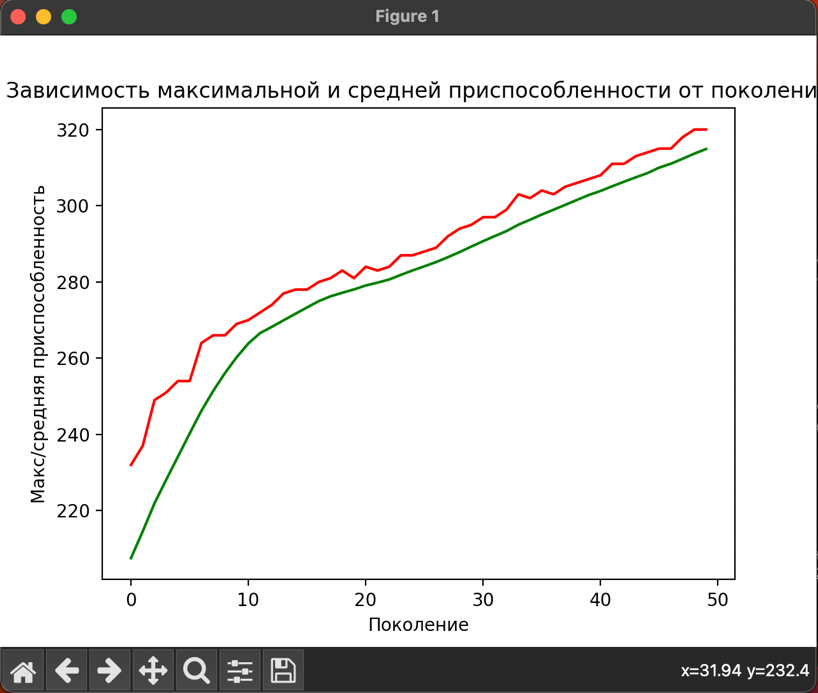 Figure 1
Зависимость максимальной и средней приспособленности от поколени
320
300
280
260
240
220
Макс/средняя приспособленность
0 10 20 30 40 50
Поколение
x=31.94 y=232.4